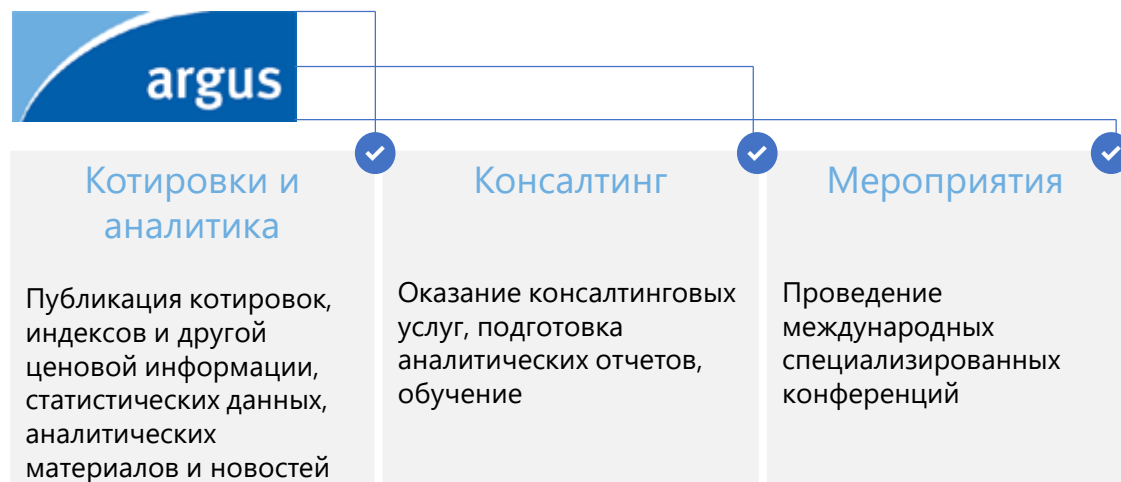 argus
Котировки и
аналитика
Публикация котировок,
индексов и другой
ценовой информации,
статистических данных,
аналитических
материалов и новостей
Консалтинг
Оказание консалтинговых
услуг, подготовка
аналитических отчетов,
обучение
Мероприятия
Проведение
международных
специализированных
конференций